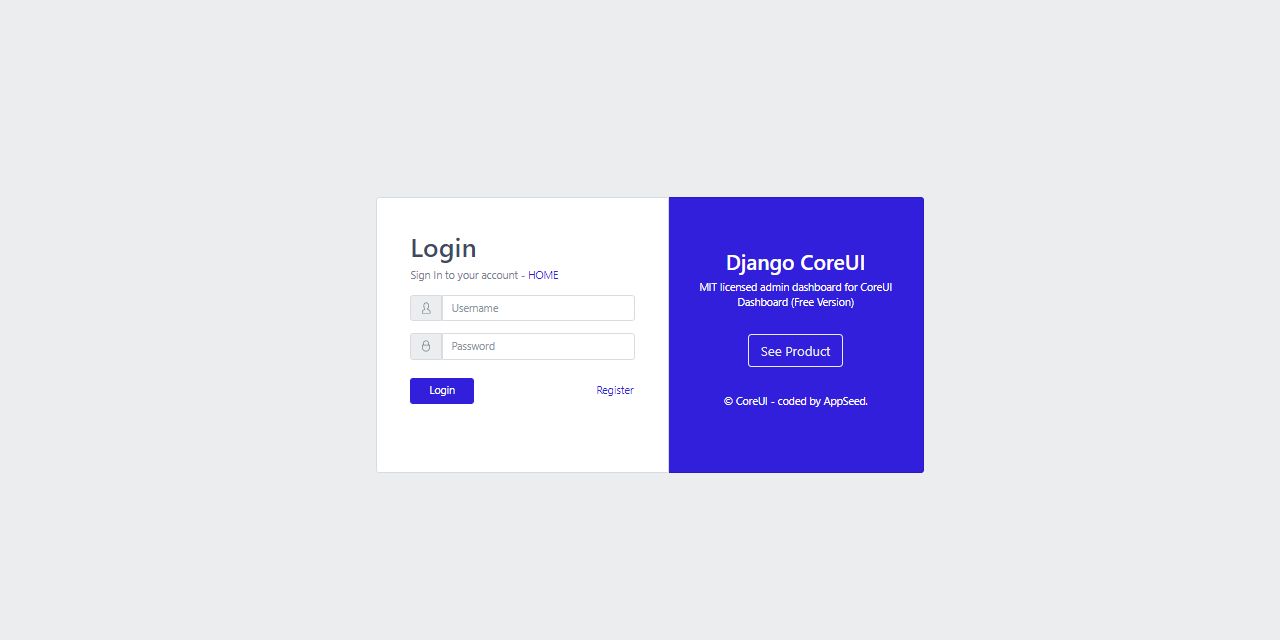 Login
Sign In to your account - HOME
Username
Password
Login
Register
Django CoreUI
MIT licensed admin dashboard for CoreUI
Dashboard (Free Version)
See Product
© CoreUI - coded by AppSeed.